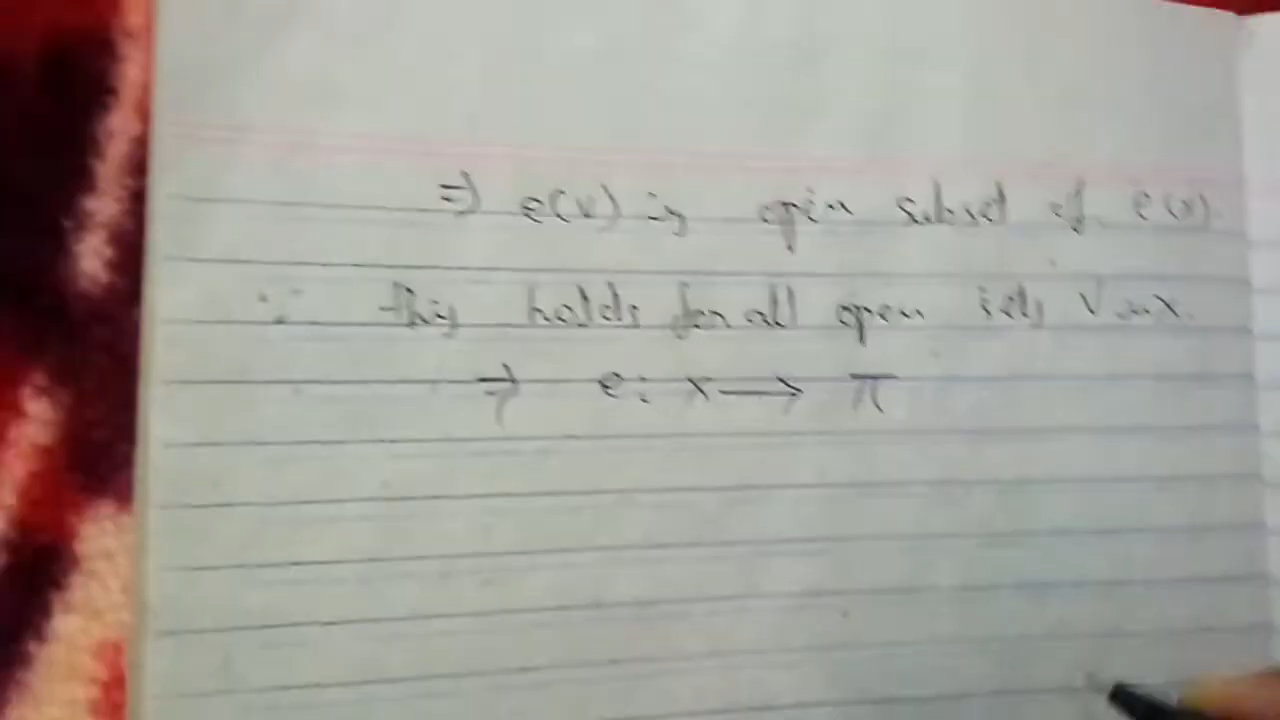 ⇒ e(V) is open subset of e(X).
∵ this holds for all open sets V in X.
⇒ e: X ⟶ π